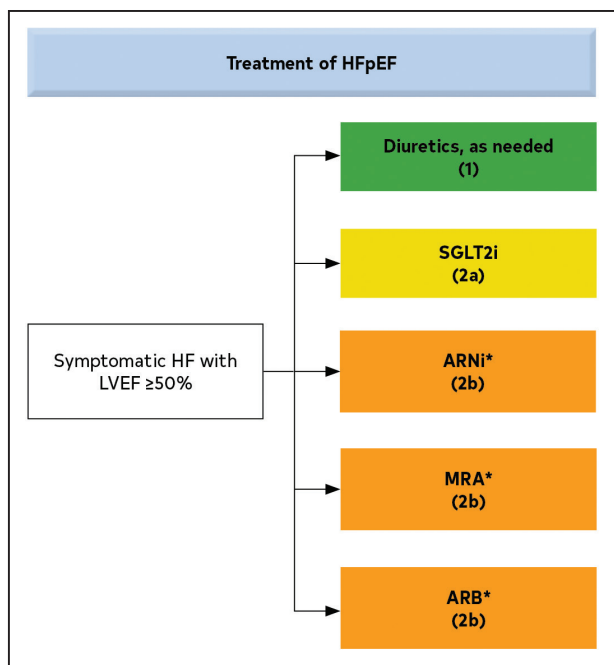 Treatment of HFpEF
Diuretics, as needed
(1)
SGLT2i
(2a)
Symptomatic HF with
LVEF ≥50%
ARNi*
(2b)
MRA*
(2b)
ARB*
(2b)